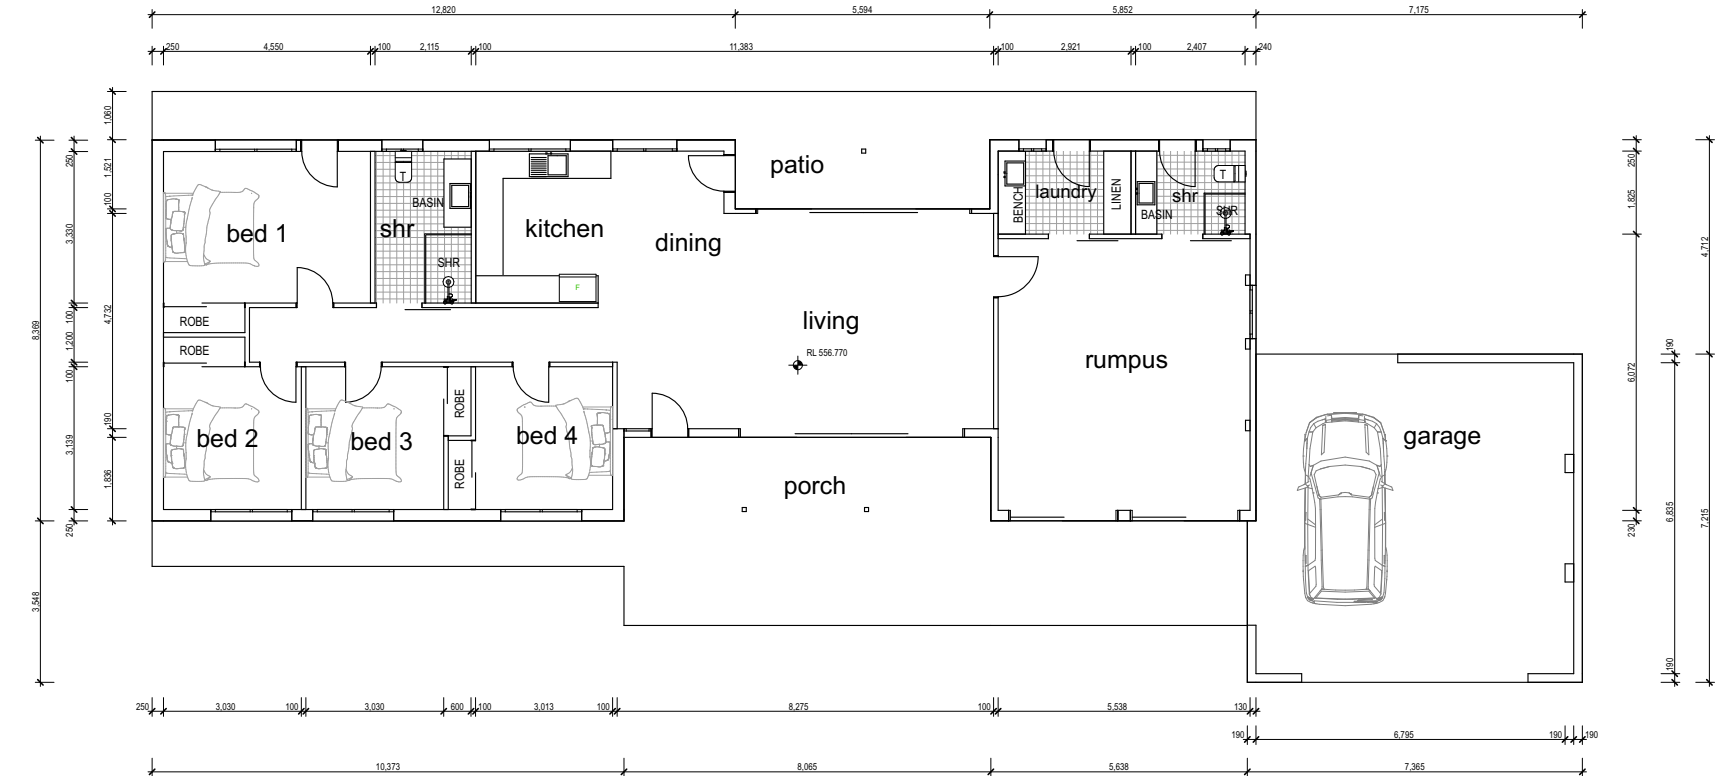 12,820
5,594
5,852
7,175
250
4,550
100
2,115
100
11,383
100
2,921
100
2,407
240
1,060
250
1,521
100
3,330
100
1,200
100
3,139
250
4,732
190
1,836
8,369
3,548
250
1,825
6,072
230
190
6,835
190
4,712
7,215
patio
T
BASIN
bed 1
shr
kitchen
dining
SHR
F
ROBE
ROBE
living
RL 556.770
BENCH
laundry
LINEN
BASIN
shr
T
SHR
rumpus
bed 2
bed 3
ROBE
ROBE
bed 4
porch
garage
250
3,030
100
3,030
600
100
3,013
100
8,275
100
5,538
130
190
6,795
190
190
10,373
8,065
5,638
7,365